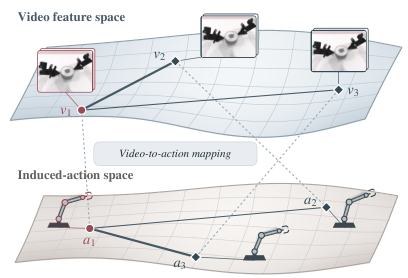 Video feature space
v₂
v₁
v₃
Video-to-action mapping
Induced-action space
a₂
a₁
a₃